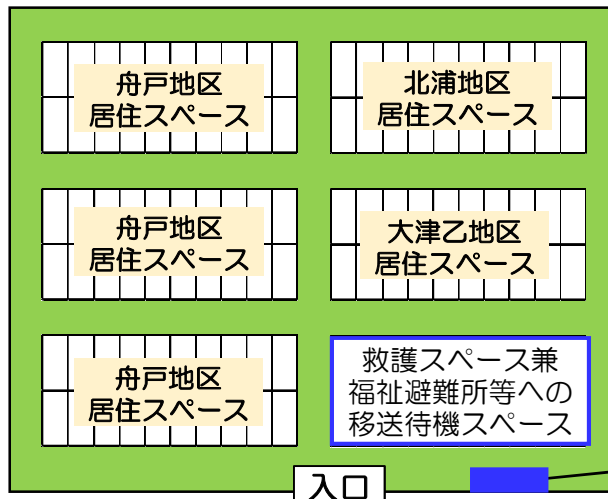 舟戸地区
居住スペース
北浦地区
居住スペース
舟戸地区
居住スペース
大津乙地区
居住スペース
舟戸地区
居住スペース
救護スペース兼
福祉避難所等への
移送待機スペース
入口